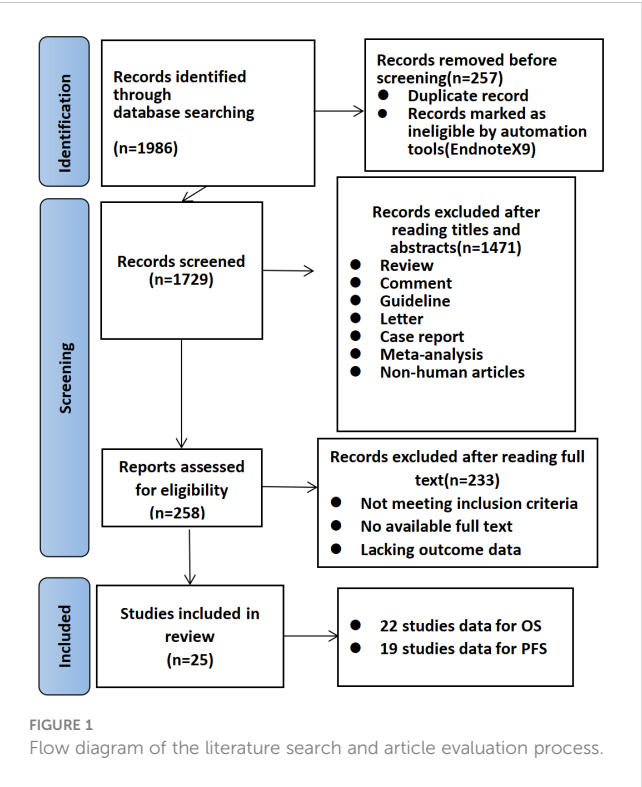 Identification
Records identified
through
database searching
(n=1986)
Records removed before
screening(n=257)
● Duplicate record
● Records marked as
ineligible by automation
tools(EndnoteX9)
Screening
Records screened
(n=1729)
Records excluded after
reading titles and
abstracts(n=1471)
● Review
● Comment
● Guideline
● Letter
● Case report
● Meta-analysis
● Non-human articles
Reports assessed
for eligibility
(n=258)
Records excluded after reading full
text(n=233)
● Not meeting inclusion criteria
● No available full text
● Lacking outcome data
Included
Studies included in
review
(n=25)
● 22 studies data for OS
● 19 studies data for PFS
FIGURE 1
Flow diagram of the literature search and article evaluation process.